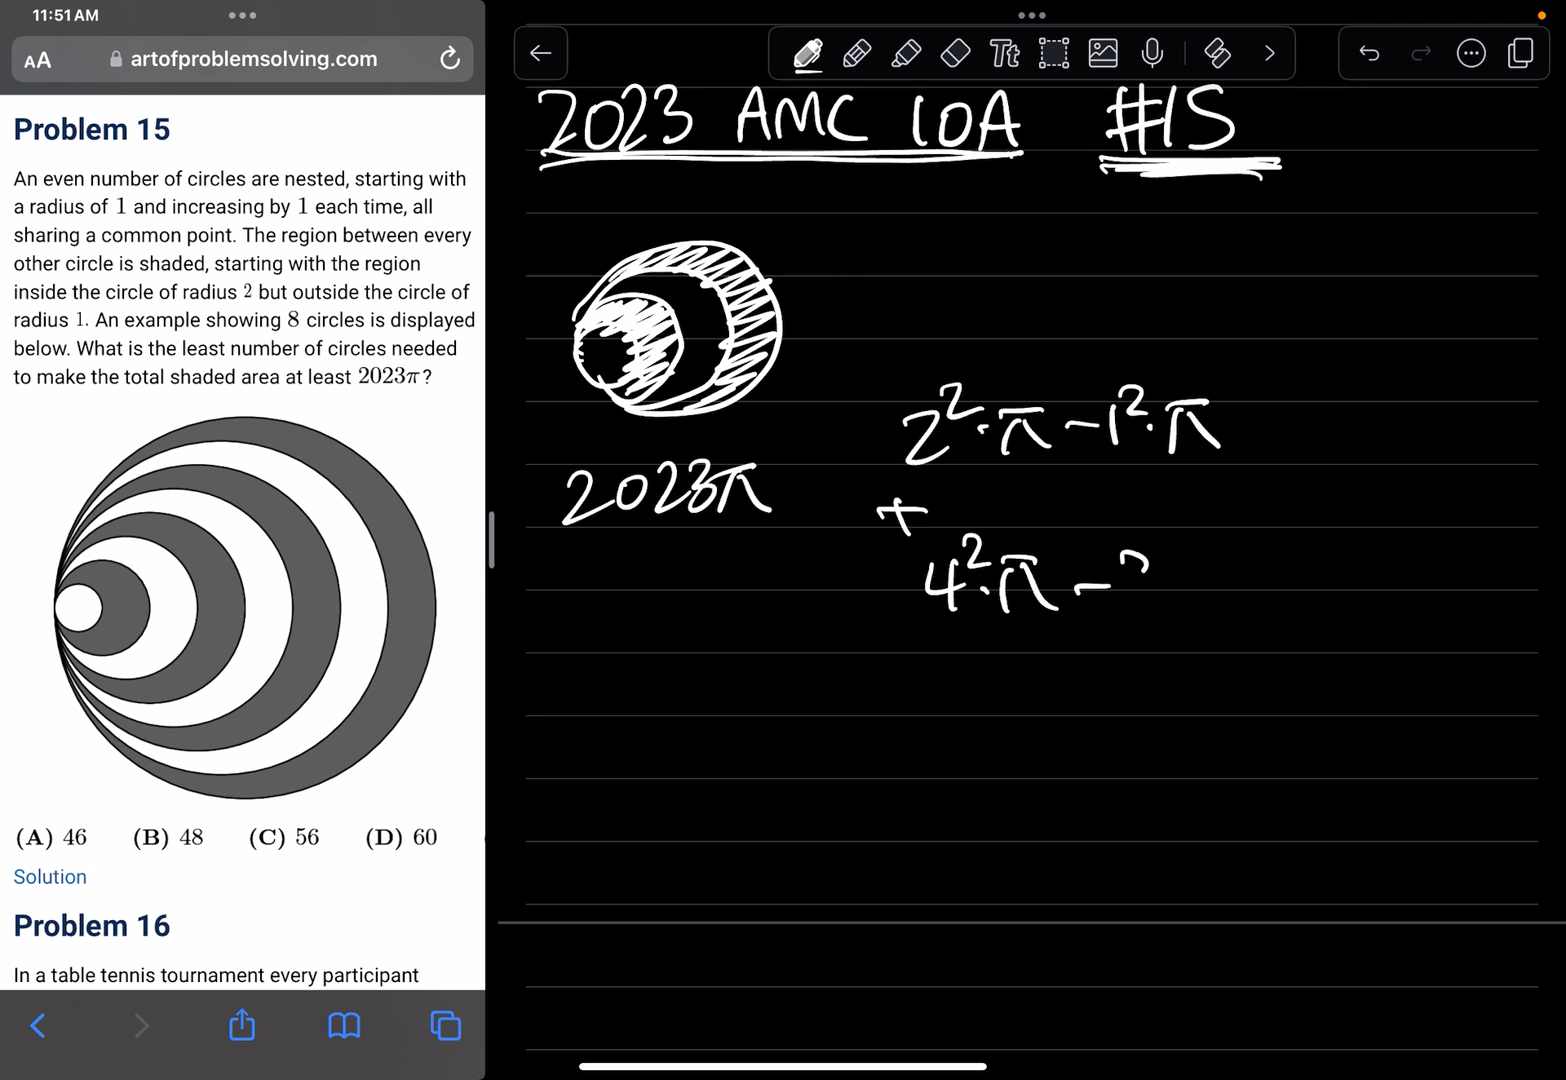 11:51 AM
AA artofproblemsolving.com
Problem 15
An even number of circles are nested, starting with
a radius of 1 and increasing by 1 each time, all
sharing a common point. The region between every
other circle is shaded, starting with the region
inside the circle of radius 2 but outside the circle of
radius 1. An example showing 8 circles is displayed
below. What is the least number of circles needed
to make the total shaded area at least 2023π?
(A) 46 (B) 48 (C) 56 (D) 60
Solution
Problem 16
In a table tennis tournament every participant
Tt
2023 AMC 10A #15
2023π
2²·π - 1²·π
+
4²·π -